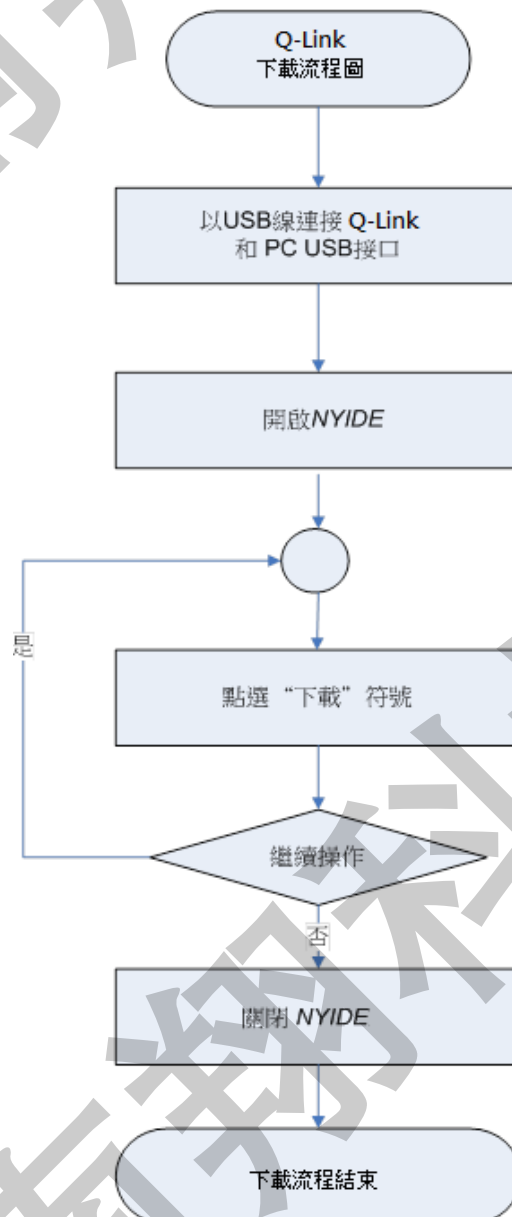 Q-Link
下載流程圖
以USB線連接 Q-Link
和 PC USB接口
開啟NYIDE
是
點選“下載”符號
繼續操作
否
關閉 NYIDE
下載流程結束